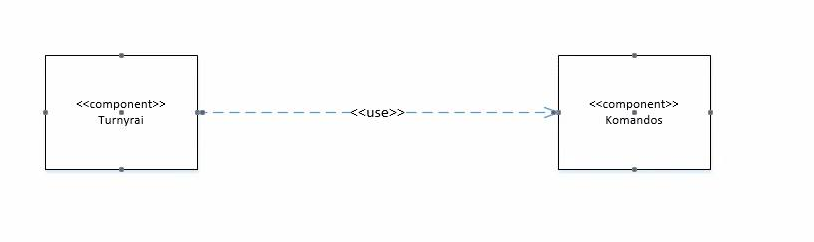 <<component>>
Turnyrai
<<use>>
<<component>>
Komandos